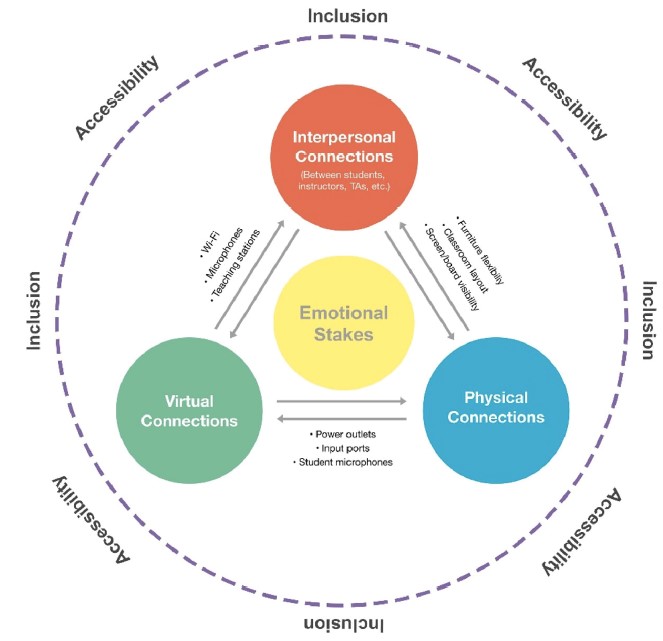 Inclusion
Accessibility
Accessibility
Interpersonal
Connections
(Between students,
instructors, TAs, etc.)
• Wi-Fi
• Microphones
• Teaching stations
• Furniture flexibiliy
• Classroom layout
• Screen/board visibility
Inclusion
Emotional
Stakes
Inclusion
Virtual
Connections
Physical
Connections
• Power outlets
• Input ports
• Student microphones
Accessibility
Accessibility
Inclusion